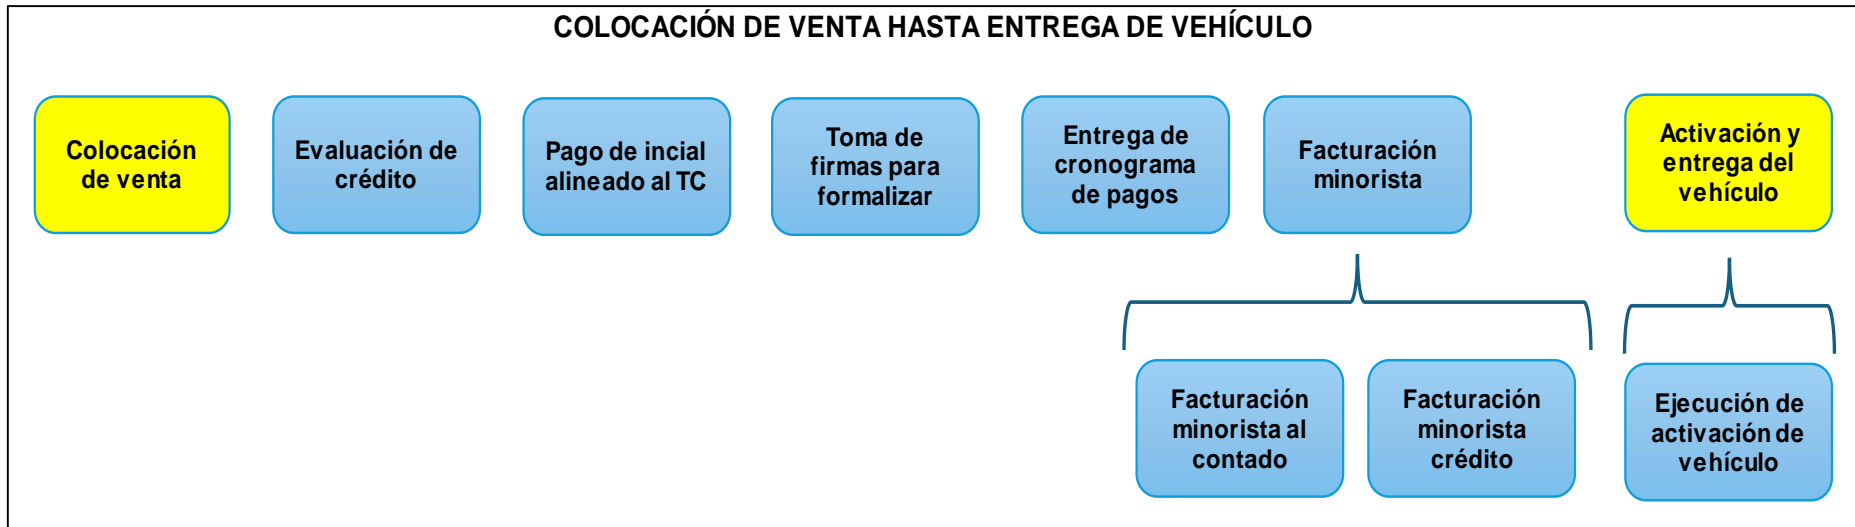 COLOCACIÓN DE VENTA HASTA ENTREGA DE VEHÍCULO
Colocación
de venta
Evaluación de
crédito
Pago de incial
alineado al TC
Toma de
firmas para
formalizar
Entrega de
cronograma
de pagos
Facturación
minorista
Activación y
entrega del
vehículo
Facturación
minorista al
contado
Facturación
minorista
crédito
Ejecución de
activación de
vehículo